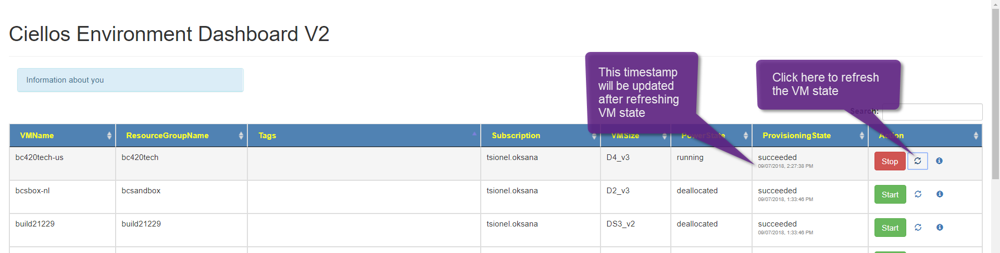 Ciellos Environment Dashboard V2
Information about you
This timestamp
will be updated
after refreshing
VM state
Click here to refresh
the VM state
Search:
VMName ResourceGroupName Tags Subscription VMSize PowerState ProvisioningState Action
bc420tech-us bc420tech tsionel.oksana D4_v3 running succeeded Stop
09/07/2018, 2:27:38 PM
bcsbox-nl bcsandbox tsionel.oksana D2_v3 deallocated succeeded Start
09/07/2018, 1:33:46 PM
build21229 build21229 tsionel.oksana DS3_v2 deallocated succeeded Start
09/07/2018, 1:33:46 PM